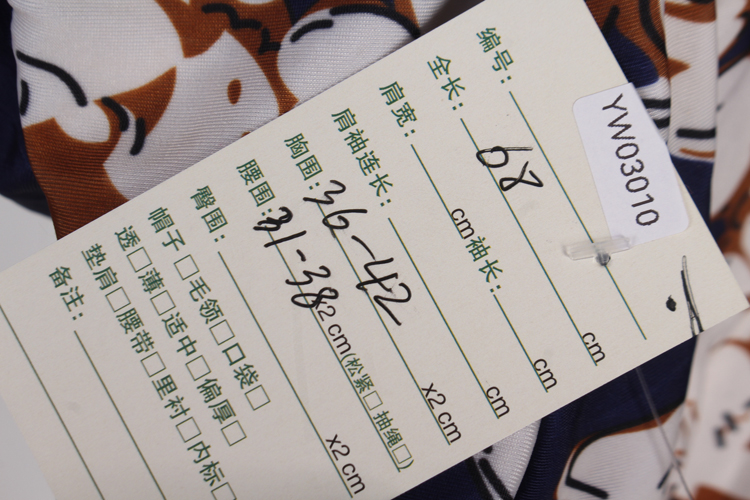 YW03010
编号:
全长: 68 cm
肩宽: cm 袖长: cm
肩袖连长: cm
胸围: 36-42 x2 cm
腰围: 31-38 x2 cm(松紧□ 抽绳□)
臀围: x2 cm
帽子 □毛领□口袋□
透□薄□适中□偏厚□
垫肩□腰带□里衬□内标□
备注: